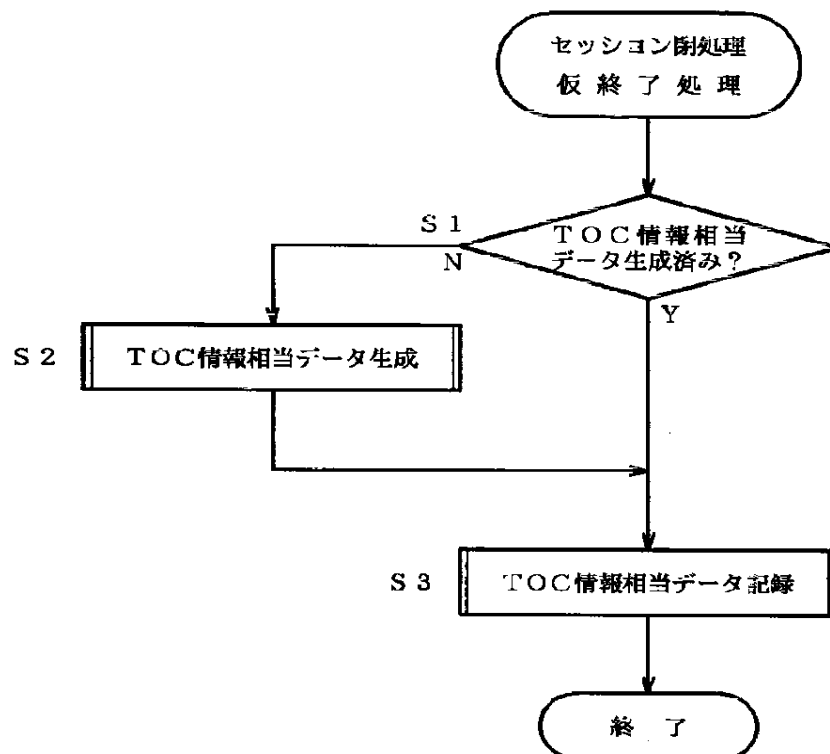 セッション閉処理
仮終了処理
S1
TOC情報相当
データ生成済み？
N
Y
S2
TOC情報相当データ生成
S3
TOC情報相当データ記録
終了